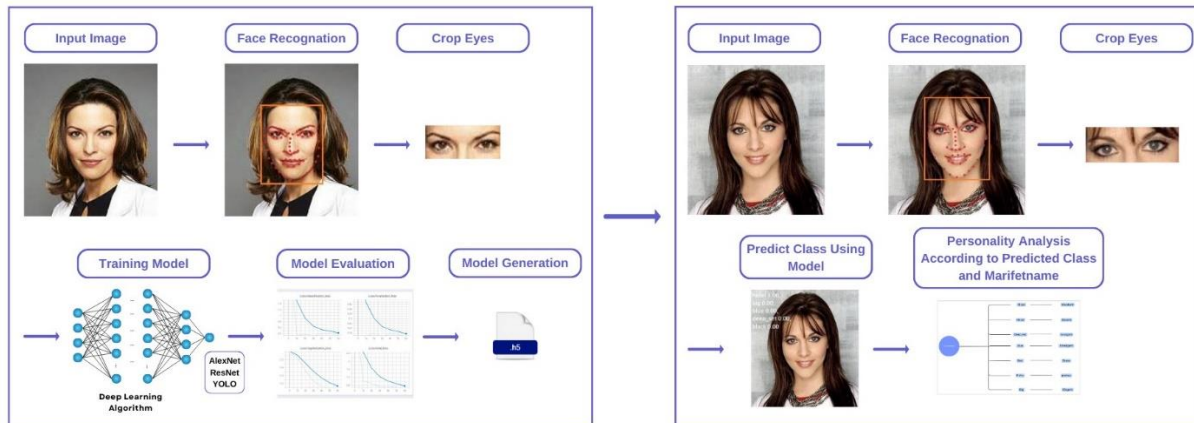 Input Image
Face Recognation
Crop Eyes
Training Model
Model Evaluation
Model Generation
AlexNet
ResNet
YOLO
.h5
Deep Learning
Algorithm
Input Image
Face Recognation
Crop Eyes
Predict Class Using
Model
Personality Analysis
According to Predicted Class
and Marifetname